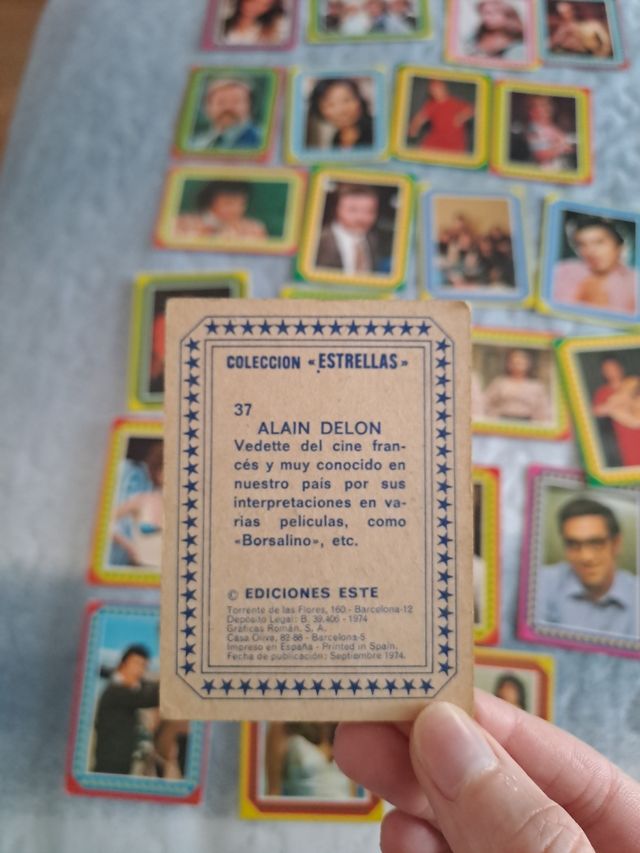 COLECCION «ESTRELLAS»
37
ALAIN DELON
Vedette del cine fran-
cés y muy conocido en
nuestro país por sus
interpretaciones en va-
rias películas, como
«Borsalino», etc.
© EDICIONES ESTE
Torrente de las Flores, 160. - Barcelona-12
Depósito Legal: B. 39.406 - 1974
Gráficas Román, S. A.
Casa Oliva, 82-88 - Barcelona-5
Impreso en España - Printed in Spain.
Fecha de publicación: Septiembre 1974.